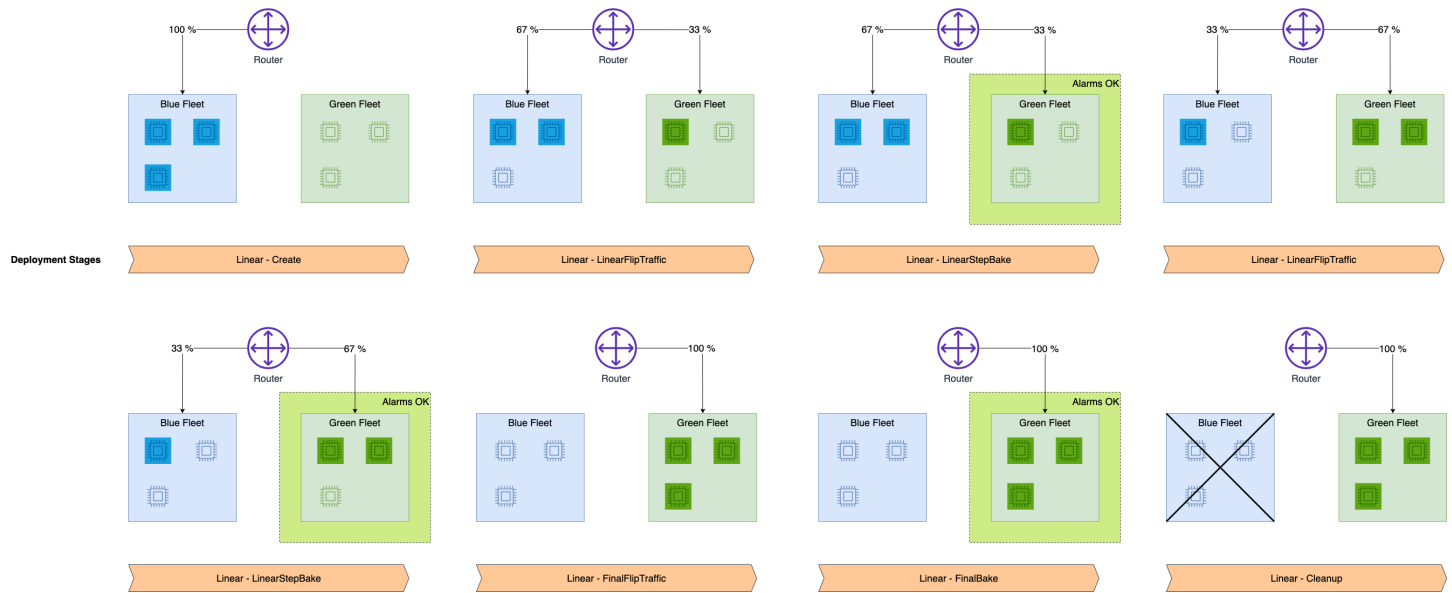 100 %
Router
Blue Fleet
Green Fleet
67 %
33 %
Router
Blue Fleet
Green Fleet
67 %
33 %
Router
Alarms OK
Blue Fleet
Green Fleet
33 %
67 %
Router
Blue Fleet
Green Fleet
Deployment Stages
Linear - Create
Linear - LinearFlipTraffic
Linear - LinearStepBake
Linear - LinearFlipTraffic
33 %
67 %
Router
Alarms OK
Blue Fleet
Green Fleet
100 %
Router
Blue Fleet
Green Fleet
100 %
Router
Alarms OK
Blue Fleet
Green Fleet
100 %
Router
Blue Fleet
Green Fleet
Linear - LinearStepBake
Linear - FinalFlipTraffic
Linear - FinalBake
Linear - Cleanup